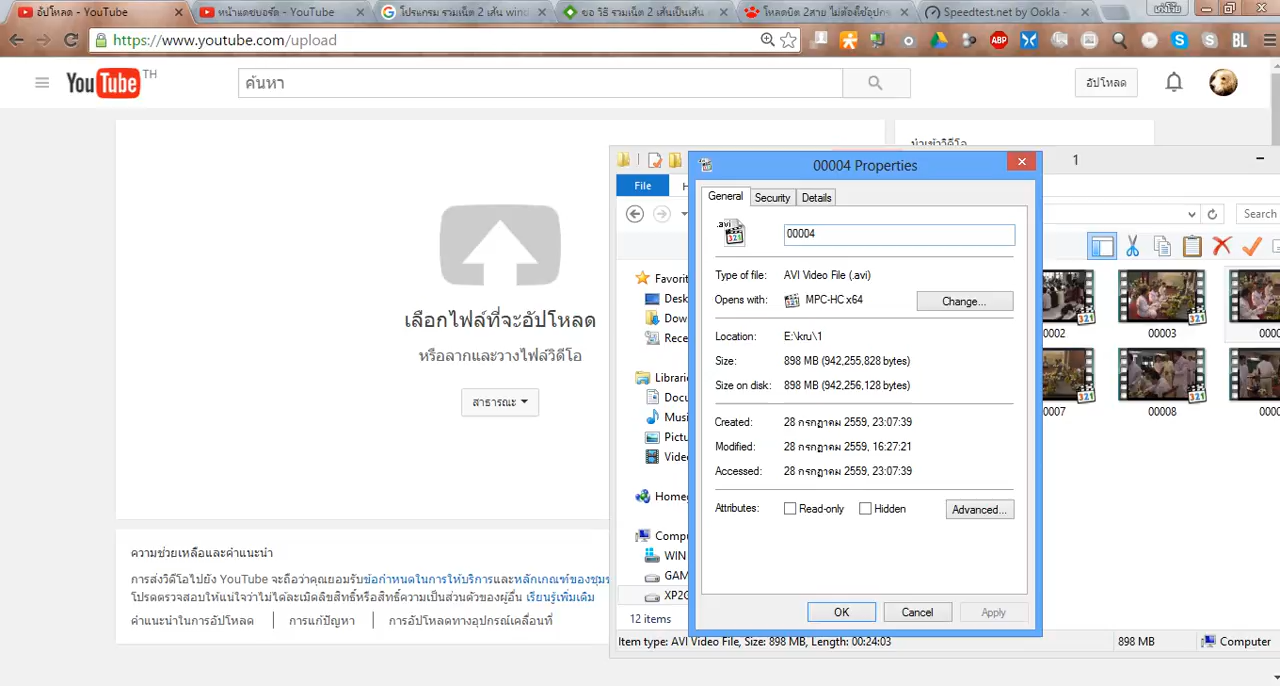 อัปโหลด - YouTube
หน้าแดชบอร์ด - YouTube
โปรแกรม รวมเน็ต 2 เส้น wind
ขอ วิธี รวมเน็ต 2 เส้นเป็นเส้น
โหลดบิต 2สาย ไม่ต้องใช้อุปกร
Speedtest.net by Ookla -
https://www.youtube.com/upload
ABP
BL
YouTube TH
ค้นหา
อัปโหลด
เลือกไฟล์ที่จะอัปโหลด
หรือลากและวางไฟล์วิดีโอ
สาธารณะ
นำเข้าวิดีโอ
ความช่วยเหลือและคำแนะนำ
การส่งวิดีโอไปยัง YouTube จะถือว่าคุณยอมรับข้อกำหนดในการให้บริการและหลักเกณฑ์ของชุมช
โปรดตรวจสอบให้แน่ใจว่าไม่ได้ละเมิดลิขสิทธิ์หรือสิทธิ์ความเป็นส่วนตัวของผู้อื่น เรียนรู้เพิ่มเติม
คำแนะนำในการอัปโหลด
การแก้ปัญหา
การอัปโหลดทางอุปกรณ์เคลื่อนที่
1
File
H
Search
Favorit
Desk
Dow
Rece
Librarie
Docu
Musi
Pictu
Vide
Homeg
Compu
WIN
GAM
XP2C
12 items
0002
00003
000
0007
00008
000
321
Item type: AVI Video File, Size: 898 MB, Length: 00:24:03
898 MB
Computer
00004 Properties
General
Security
Details
.avi
321
00004
Type of file: AVI Video File (.avi)
Opens with: MPC-HC x64
Change...
Location: E:\kru\1
Size: 898 MB (942,255,828 bytes)
Size on disk: 898 MB (942,256,128 bytes)
Created: 28 กรกฎาคม 2559, 23:07:39
Modified: 28 กรกฎาคม 2559, 16:27:21
Accessed: 28 กรกฎาคม 2559, 23:07:39
Attributes: Read-only Hidden
Advanced...
OK
Cancel
Apply